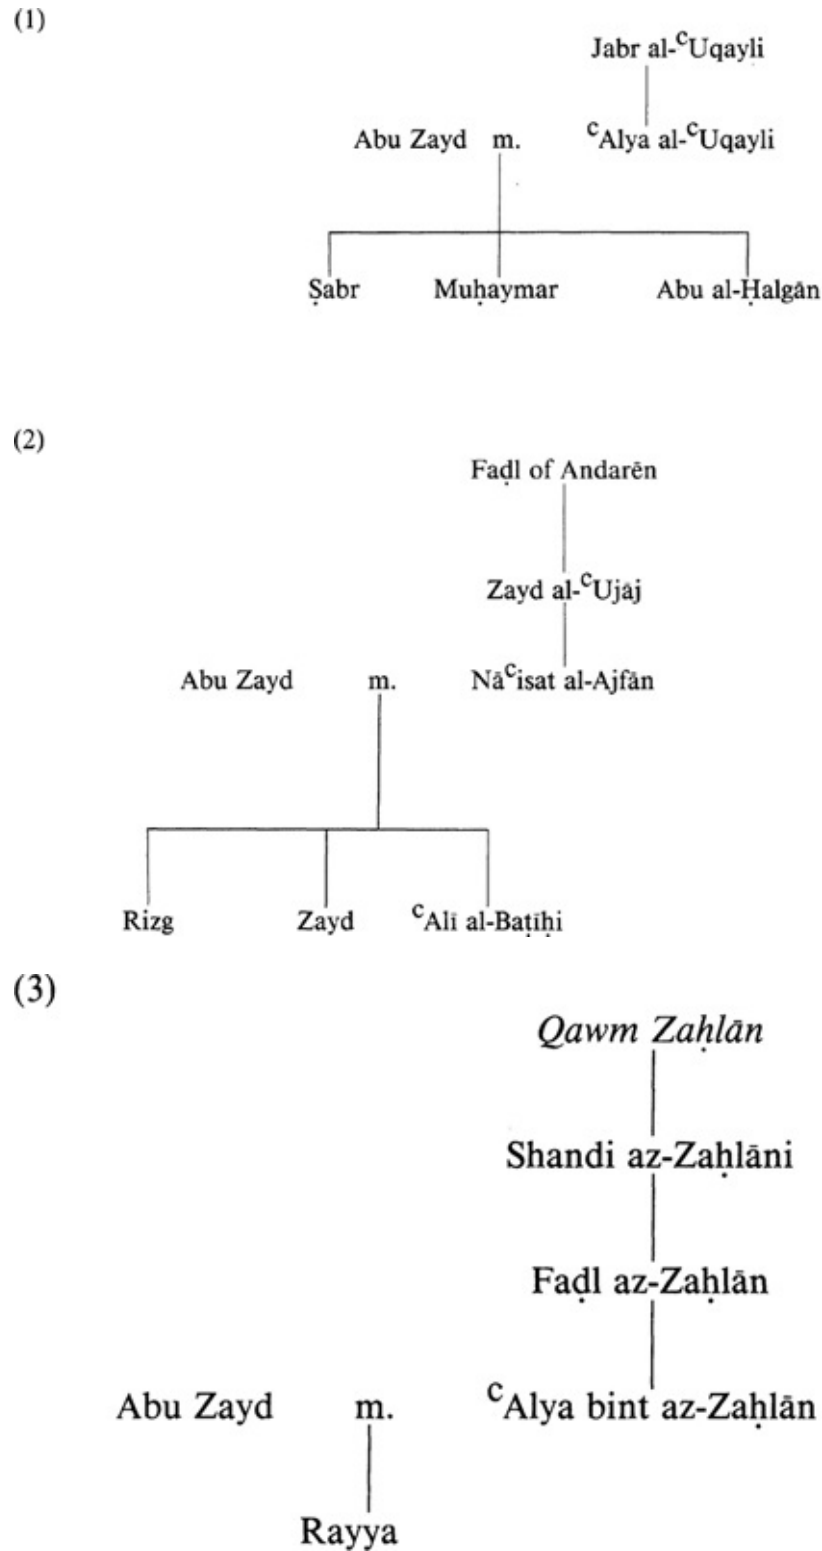 (1)
Jabr al-ᶜUqayli
Abu Zayd m. ᶜAlya al-ᶜUqayli
Ṣabr Muḥaymar Abu al-Ḥalgān
(2)
Faḍl of Andarēn
Zayd al-ᶜUjāj
Abu Zayd m. Nāᶜisat al-Ajfān
Rizg Zayd ᶜAlī al-Baṭīḥi
(3)
Qawm Zaḥlān
Shandi az-Zaḥlāni
Faḍl az-Zaḥlān
Abu Zayd m. ᶜAlya bint az-Zaḥlān
Rayya